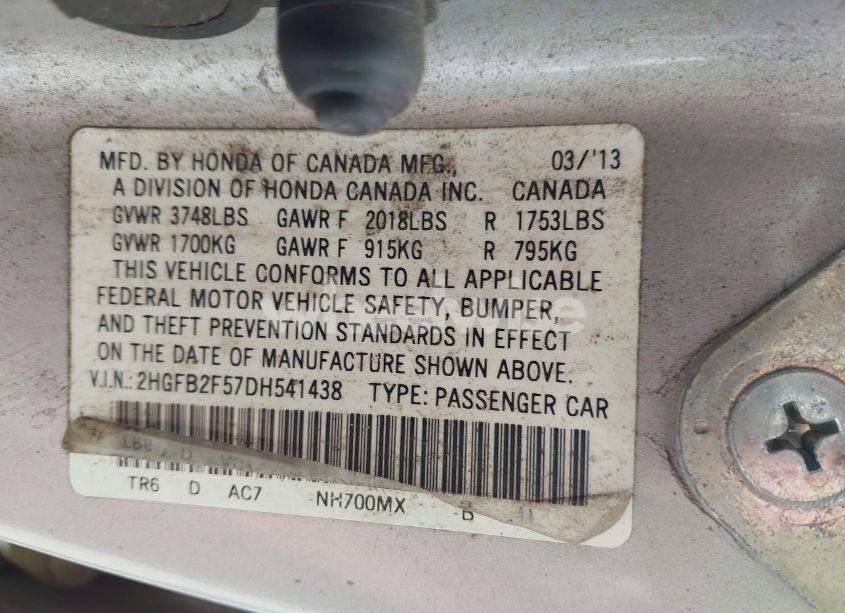 MFD. BY HONDA OF CANADA MFG., 03/'13
A DIVISION OF HONDA CANADA INC. CANADA
GVWR 3748LBS GAWR F 2018LBS R 1753LBS
GVWR 1700KG GAWR F 915KG R 795KG
THIS VEHICLE CONFORMS TO ALL APPLICABLE
FEDERAL MOTOR VEHICLE SAFETY, BUMPER,
AND THEFT PREVENTION STANDARDS IN EFFECT
ON THE DATE OF MANUFACTURE SHOWN ABOVE.
V.I.N.: 2HGFB2F57DH541438 TYPE: PASSENGER CAR
TR6 D AC7 NH700MX B